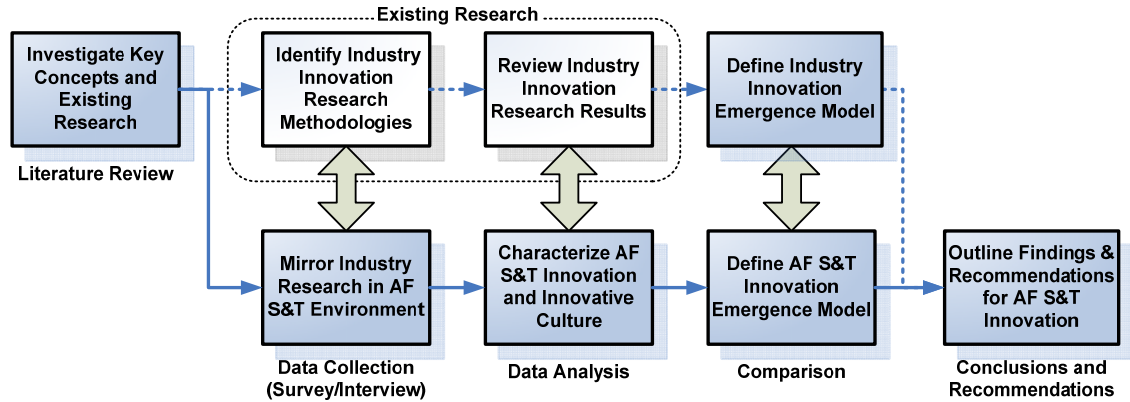 Existing Research
Investigate Key
Concepts and
Existing
Research
Literature Review
Identify Industry
Innovation
Research
Methodologies
Review Industry
Innovation
Research Results
Define Industry
Innovation
Emergence Model
Mirror Industry
Research in AF
S&T Environment
Data Collection
(Survey/Interview)
Characterize AF
S&T Innovation
and Innovative
Culture
Data Analysis
Define AF S&T
Innovation
Emergence Model
Comparison
Outline Findings &
Recommendations
for AF S&T
Innovation
Conclusions and
Recommendations